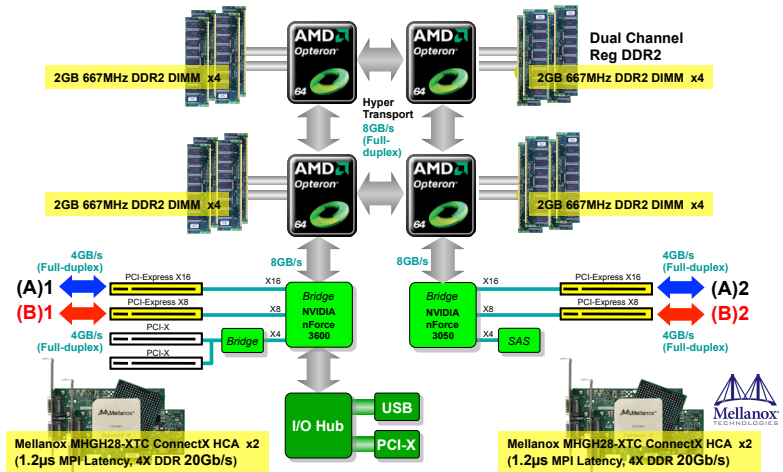 AMD
Opteron
64
AMD
Opteron
64
Dual Channel
Reg DDR2
2GB 667MHz DDR2 DIMM x4
2GB 667MHz DDR2 DIMM x4
Hyper
Transport
8GB/s
(Full-
duplex)
AMD
Opteron
64
AMD
Opteron
64
2GB 667MHz DDR2 DIMM x4
2GB 667MHz DDR2 DIMM x4
4GB/s
(Full-duplex)
8GB/s
8GB/s
4GB/s
(Full-duplex)
(A)1
PCI-Express X16
X16
Bridge
NVIDIA
nForce
3600
Bridge
NVIDIA
nForce
3050
X16
PCI-Express X16
(A)2
(B)1
PCI-Express X8
X8
X8
PCI-Express X8
(B)2
4GB/s
(Full-duplex)
PCI-X
PCI-X
Bridge
X4
X4
SAS
4GB/s
(Full-duplex)
I/O Hub
USB
PCI-X
Mellanox
Mellanox
Mellanox
TECHNOLOGIES
Mellanox MHGH28-XTC ConnectX HCA x2
(1.2μs MPI Latency, 4X DDR 20Gb/s)
Mellanox MHGH28-XTC ConnectX HCA x2
(1.2μs MPI Latency, 4X DDR 20Gb/s)